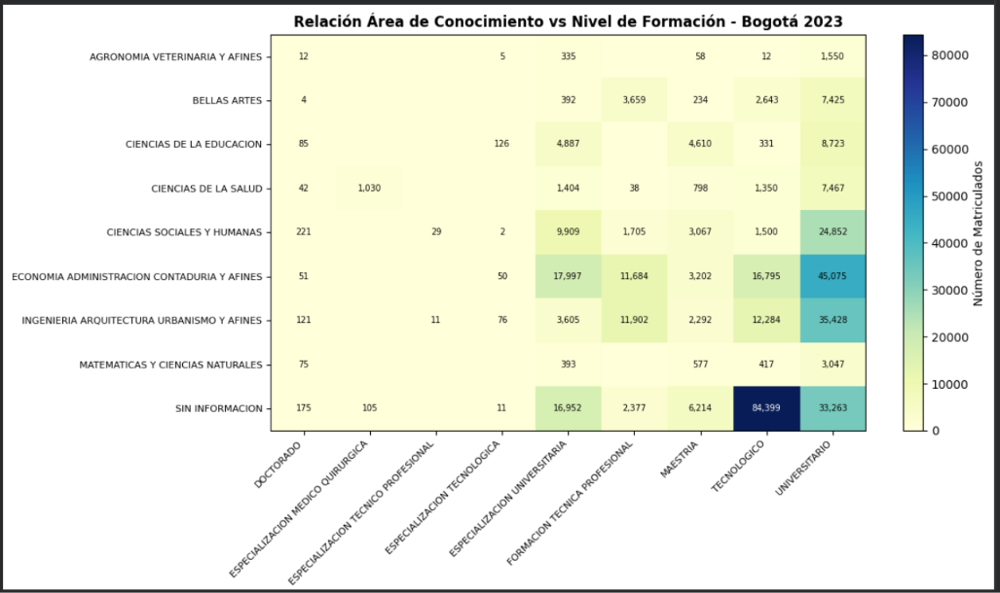 Relación Área de Conocimiento vs Nivel de Formación - Bogotá 2023
AGRONOMIA VETERINARIA Y AFINES 12 5 335 58 12 1,550
BELLAS ARTES 4 392 3,659 234 2,643 7,425
CIENCIAS DE LA EDUCACION 85 126 4,887 4,610 331 8,723
CIENCIAS DE LA SALUD 42 1,030 1,404 38 798 1,350 7,467
CIENCIAS SOCIALES Y HUMANAS 221 29 2 9,909 1,705 3,067 1,500 24,852
ECONOMIA ADMINISTRACION CONTADURIA Y AFINES 51 50 17,997 11,684 3,202 16,795 45,075
INGENIERIA ARQUITECTURA URBANISMO Y AFINES 121 11 76 3,605 11,902 2,292 12,284 35,428
MATEMATICAS Y CIENCIAS NATURALES 75 393 577 417 3,047
SIN INFORMACION 175 105 11 16,952 2,377 6,214 84,399 33,263
DOCTORADO
ESPECIALIZACION MEDICO QUIRURGICA
ESPECIALIZACION TECNICO PROFESIONAL
ESPECIALIZACION TECNOLOGICA
ESPECIALIZACION UNIVERSITARIA
FORMACION TECNICA PROFESIONAL
MAESTRIA
TECNOLOGICO
UNIVERSITARIO
80000
70000
60000
50000
40000
30000
20000
10000
0
Número de Matriculados